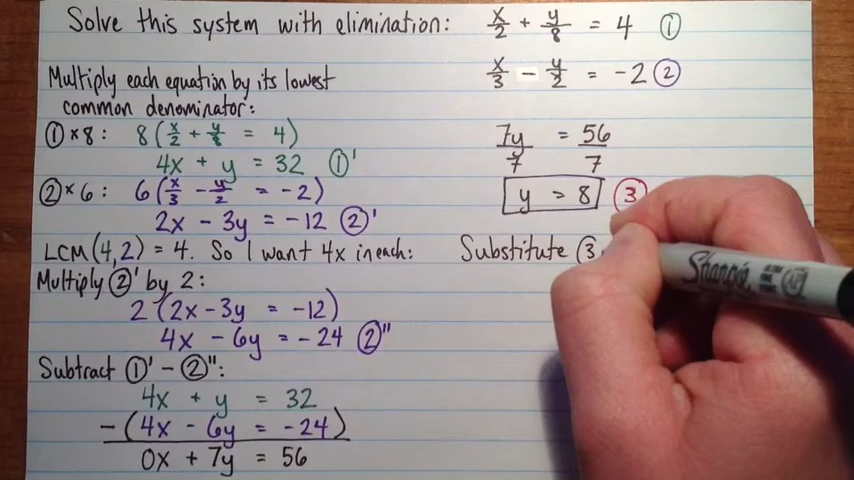 Solve this system with elimination:
x/2 + y/8 = 4 ①
x/3 - y/2 = -2 ②
Multiply each equation by its lowest
common denominator:
① × 8: 8(x/2 + y/8 = 4)
4x + y = 32 ①'
② × 6: 6(x/3 - y/2 = -2)
2x - 3y = -12 ②'
LCM(4,2) = 4. So I want 4x in each:
Multiply ②' by 2:
2(2x - 3y = -12)
4x - 6y = -24 ②"
Subtract ①' - ②":
4x + y = 32
-(4x - 6y = -24)
0x + 7y = 56
7y/7 = 56/7
y = 8 ③
Substitute ③
Sharpie